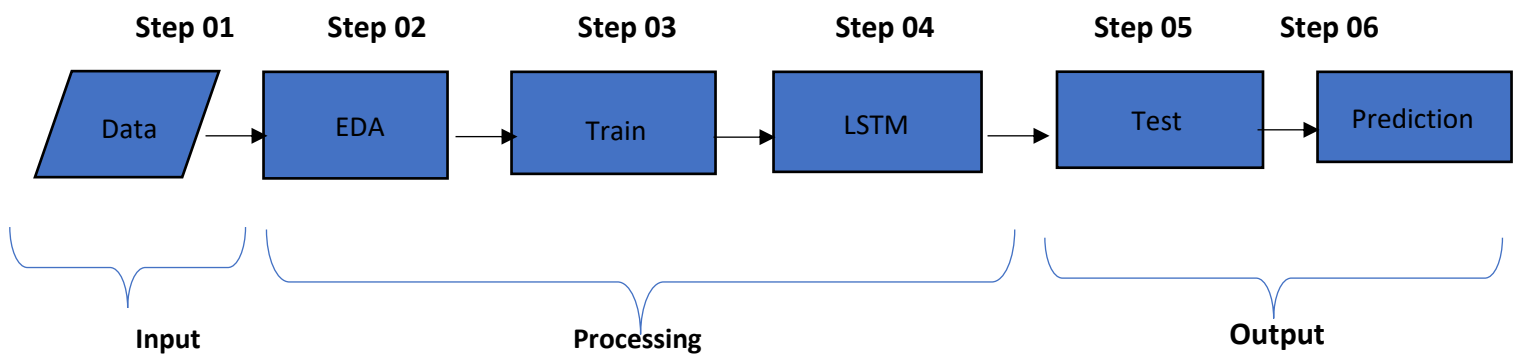 Step 01 Step 02 Step 03 Step 04 Step 05 Step 06
Data EDA Train LSTM Test Prediction
Input Processing Output